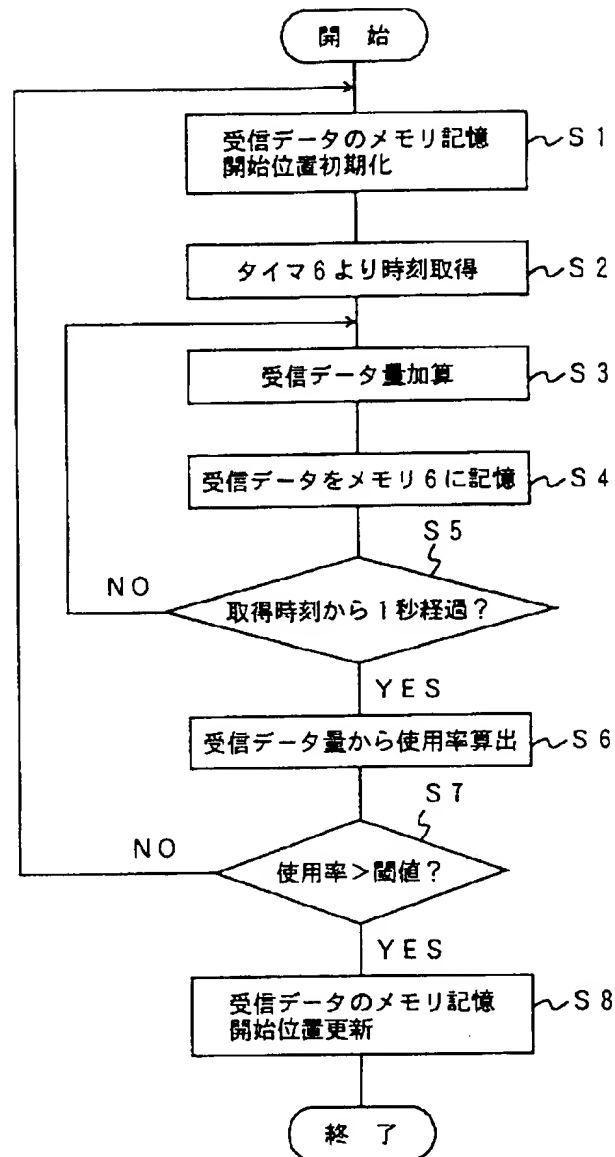 開 始
受信データのメモリ記憶
開始位置初期化
S1
タイマ6より時刻取得
S2
受信データ量加算
S3
受信データをメモリ6に記憶
S4
S5
取得時刻から1秒経過?
NO
YES
受信データ量から使用率算出
S6
S7
使用率>閾値?
NO
YES
受信データのメモリ記憶
開始位置更新
S8
終 了